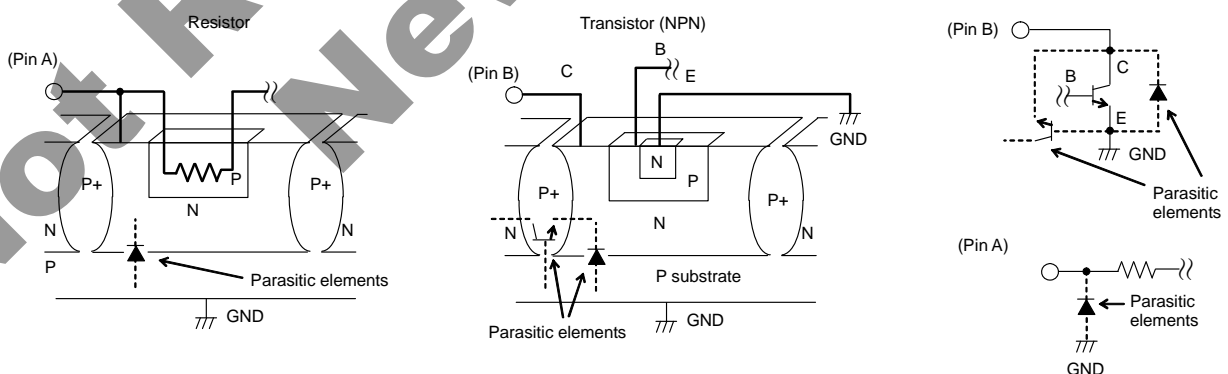 Resistor
(Pin A)
P+
P
P+
N
N
N
P
Parasitic elements
GND
Transistor (NPN)
(Pin B)
C
B
E
GND
N
P
P+
P+
N
N
N
P substrate
Parasitic elements
GND
(Pin B)
C
B
E
GND
Parasitic
elements
(Pin A)
Parasitic
elements
GND